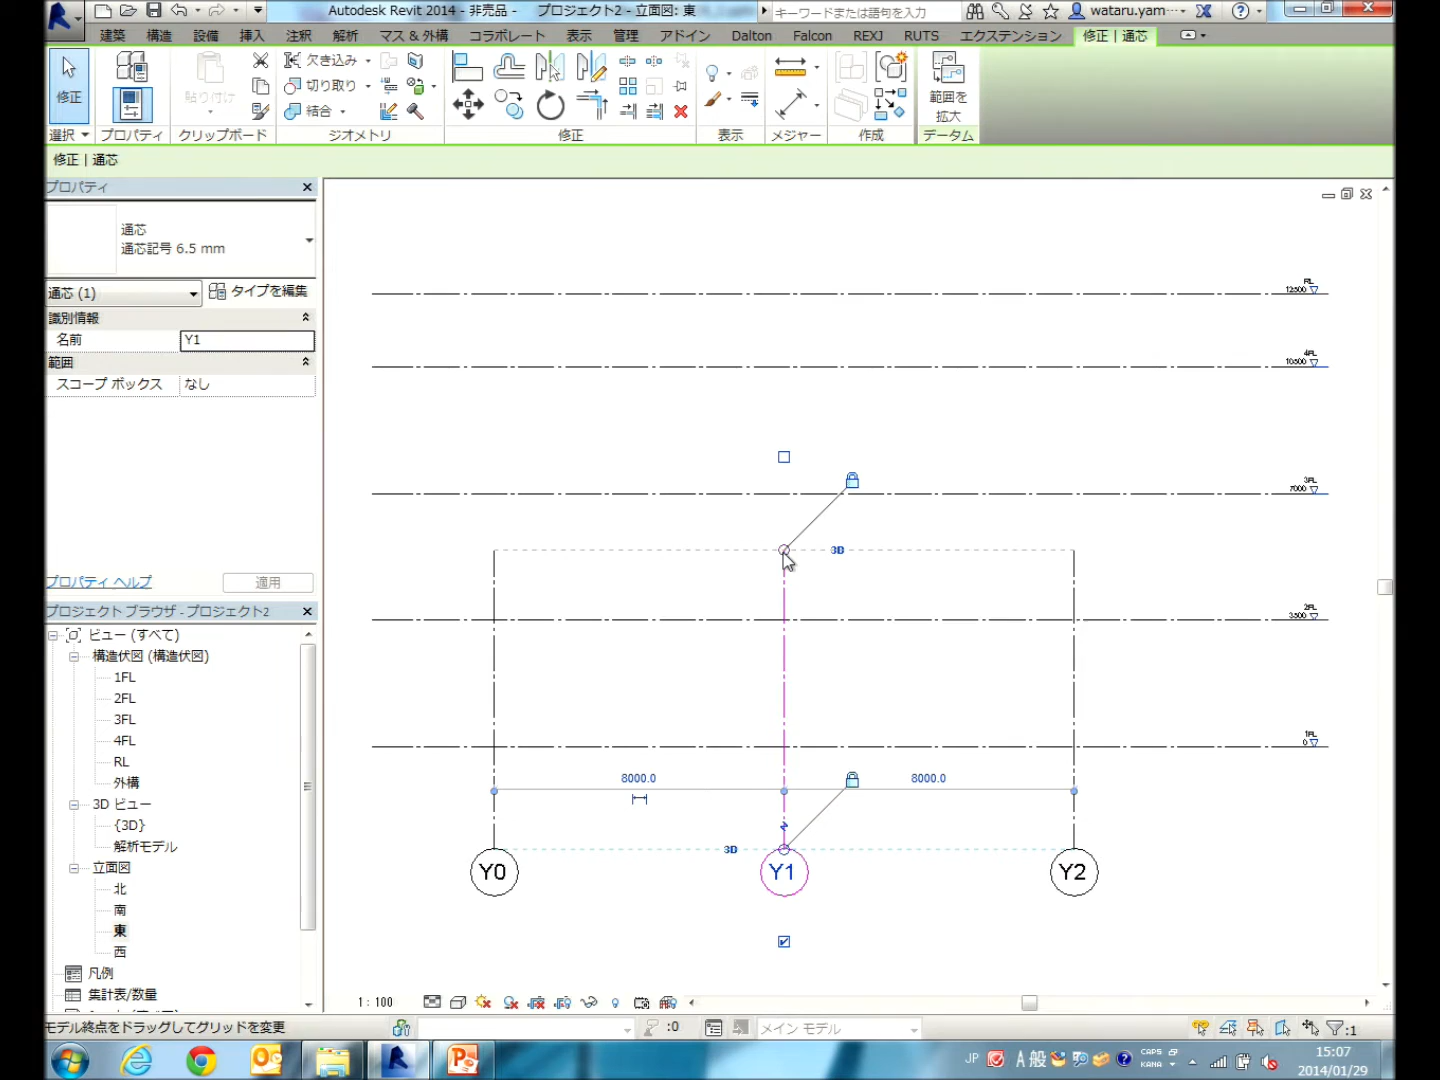 Autodesk Revit 2014 - 非売品 - プロジェクト2 - 立面図: 東
キーワードまたは語句を入力
wataru.yam…
建築 構造 設備 挿入 注釈 解析 マス & 外構 コラボレート 表示 管理 アドイン Dalton Falcon REXJ RUTS エクステンション 修正 | 通芯
修正
貼り付け
欠き込み
切り取り
結合
範囲を
拡大
選択 プロパティ クリップボード ジオメトリ 修正 表示 メジャー 作成 データム
修正 | 通芯
プロパティ
通芯
通芯記号 6.5 mm
通芯 (1)
タイプを編集
識別情報
名前 Y1
範囲
スコープ ボックス なし
プロパティ ヘルプ
適用
プロジェクト ブラウザ - プロジェクト2
ビュー (すべて)
構造伏図 (構造伏図)
1FL
2FL
3FL
4FL
RL
外構
3D ビュー
{3D}
解析モデル
立面図
北
南
東
西
凡例
集計表/数量
RL
12500
4FL
10500
3FL
7000
3D
2FL
3500
1FL
0
8000.0 8000.0
3D
Y0 Y1 Y2
1 : 100
モデル終点をドラッグしてグリッドを変更
:0
メイン モデル
:1
JP
A 般
CAPS
KANA
15:07
2014/01/29